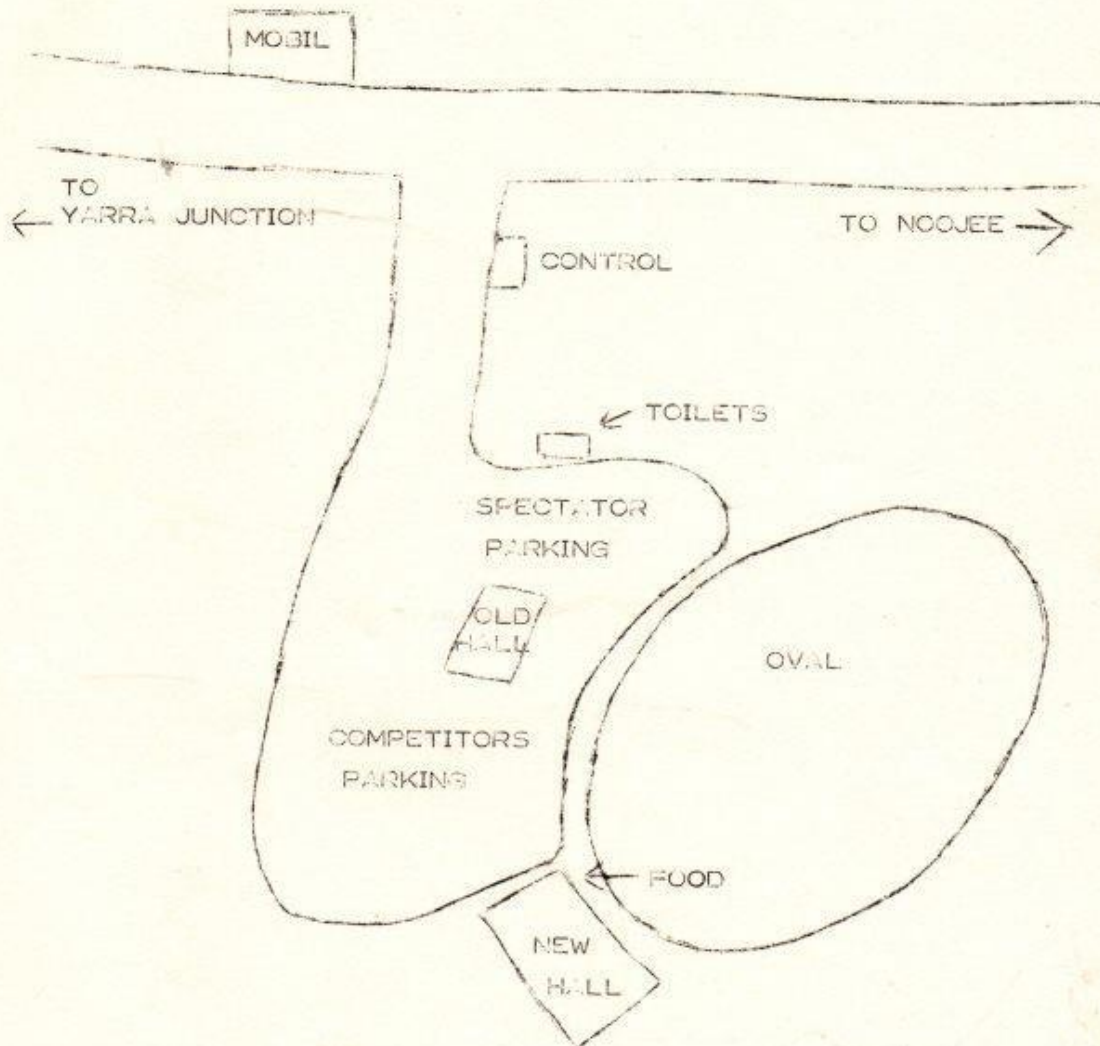 MOBIL
TO
YARRA JUNCTION
TO NOOJEE
CONTROL
TOILETS
SPECTATOR
PARKING
OLD
HALL
OVAL
COMPETITORS
PARKING
FOOD
NEW
HALL